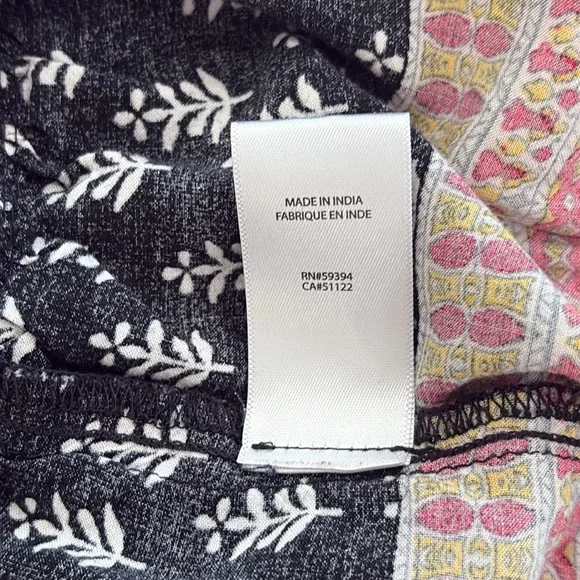 MADE IN INDIA
FABRIQUE EN INDE
RN#59394
CA#51122